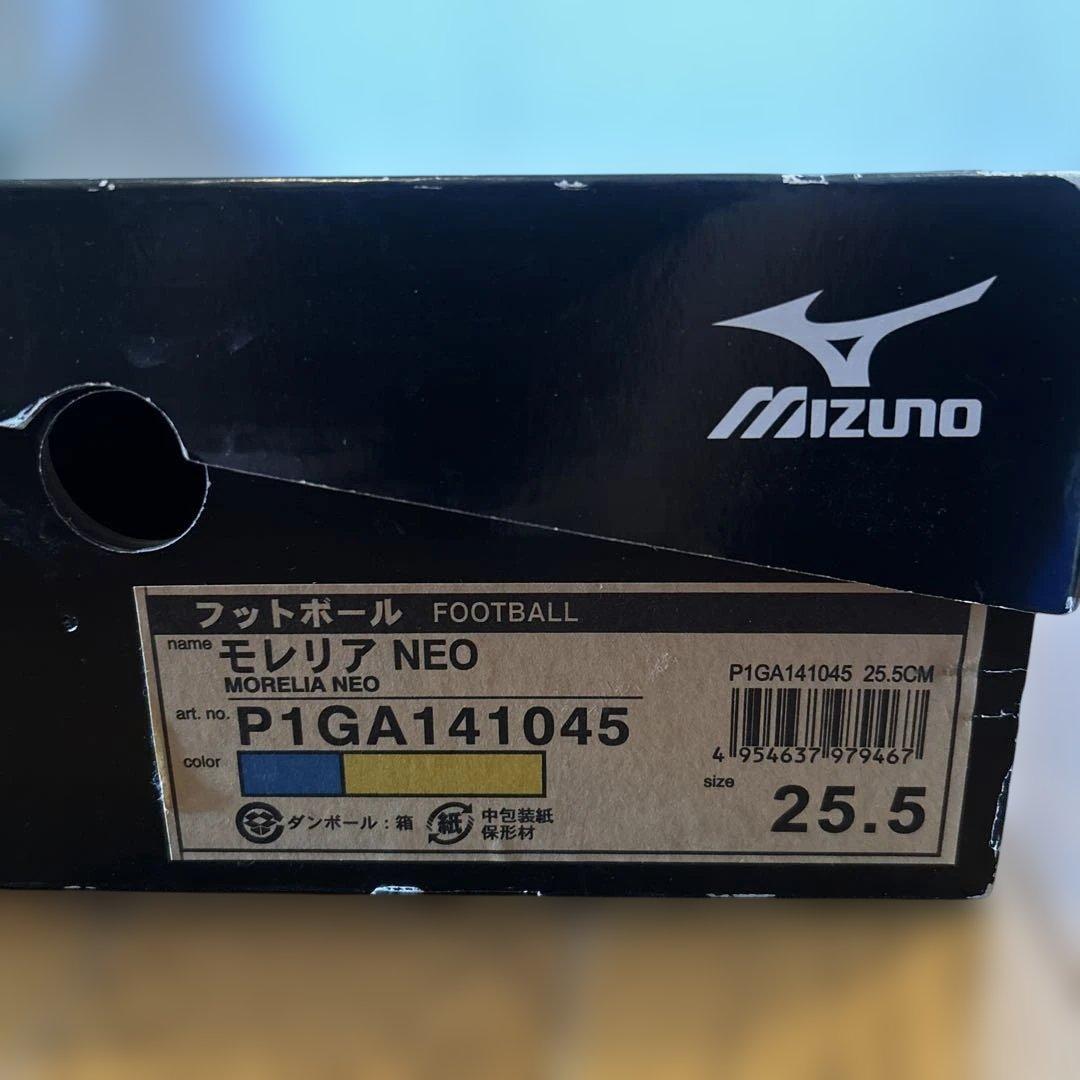 MIZUNO
フットボール FOOTBALL
name モレリア NEO
MORELIA NEO
art. no. P1GA141045
color
ダンボール : 箱 紙 中包装紙
保形材
P1GA141045 25.5CM
4 954637 979467
size
25.5